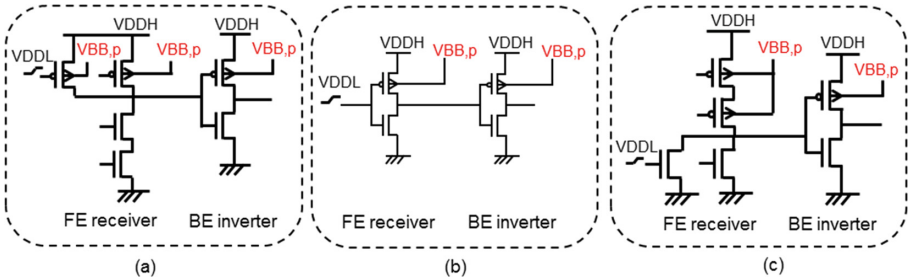 VDDH VDDH
VDDL VBB,p VBB,p VBB,p
FE receiver BE inverter
(a)
VDDH VDDH
VBB,p VBB,p
VDDL
FE receiver BE inverter
(b)
VDDH
VBB,p VDDH
VBB,p
VDDL
FE receiver BE inverter
(c)